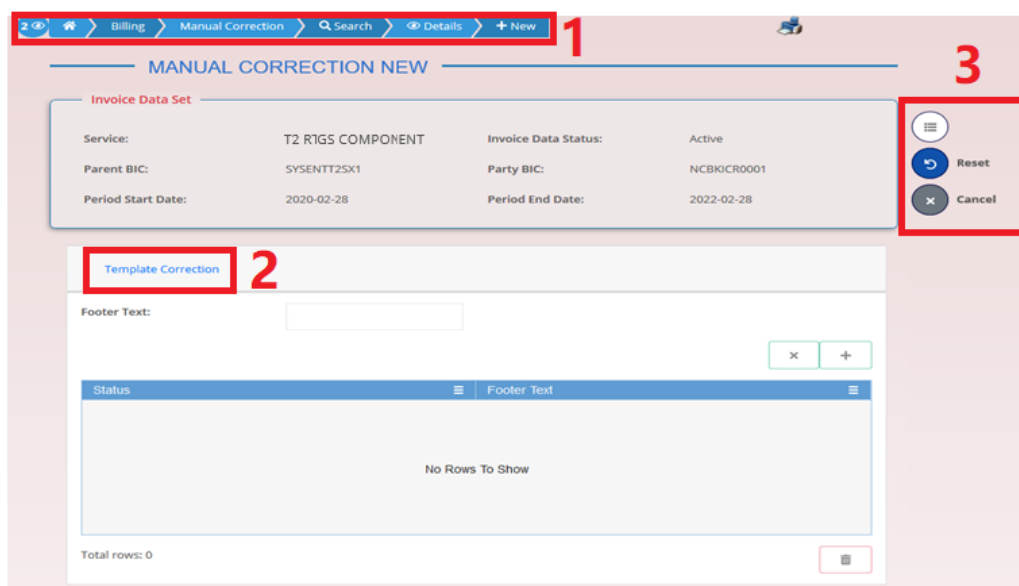 2 Billing Manual Correction Search Details + New
1
MANUAL CORRECTION NEW
3
Invoice Data Set
Service: T2 RTGS COMPONENT Invoice Data Status: Active
Parent BIC: SYSENTT2SX1 Party BIC: NCBKICR0001
Period Start Date: 2020-02-28 Period End Date: 2022-02-28
Reset
Cancel
Template Correction
2
Footer Text:
Status Footer Text
No Rows To Show
Total rows: 0